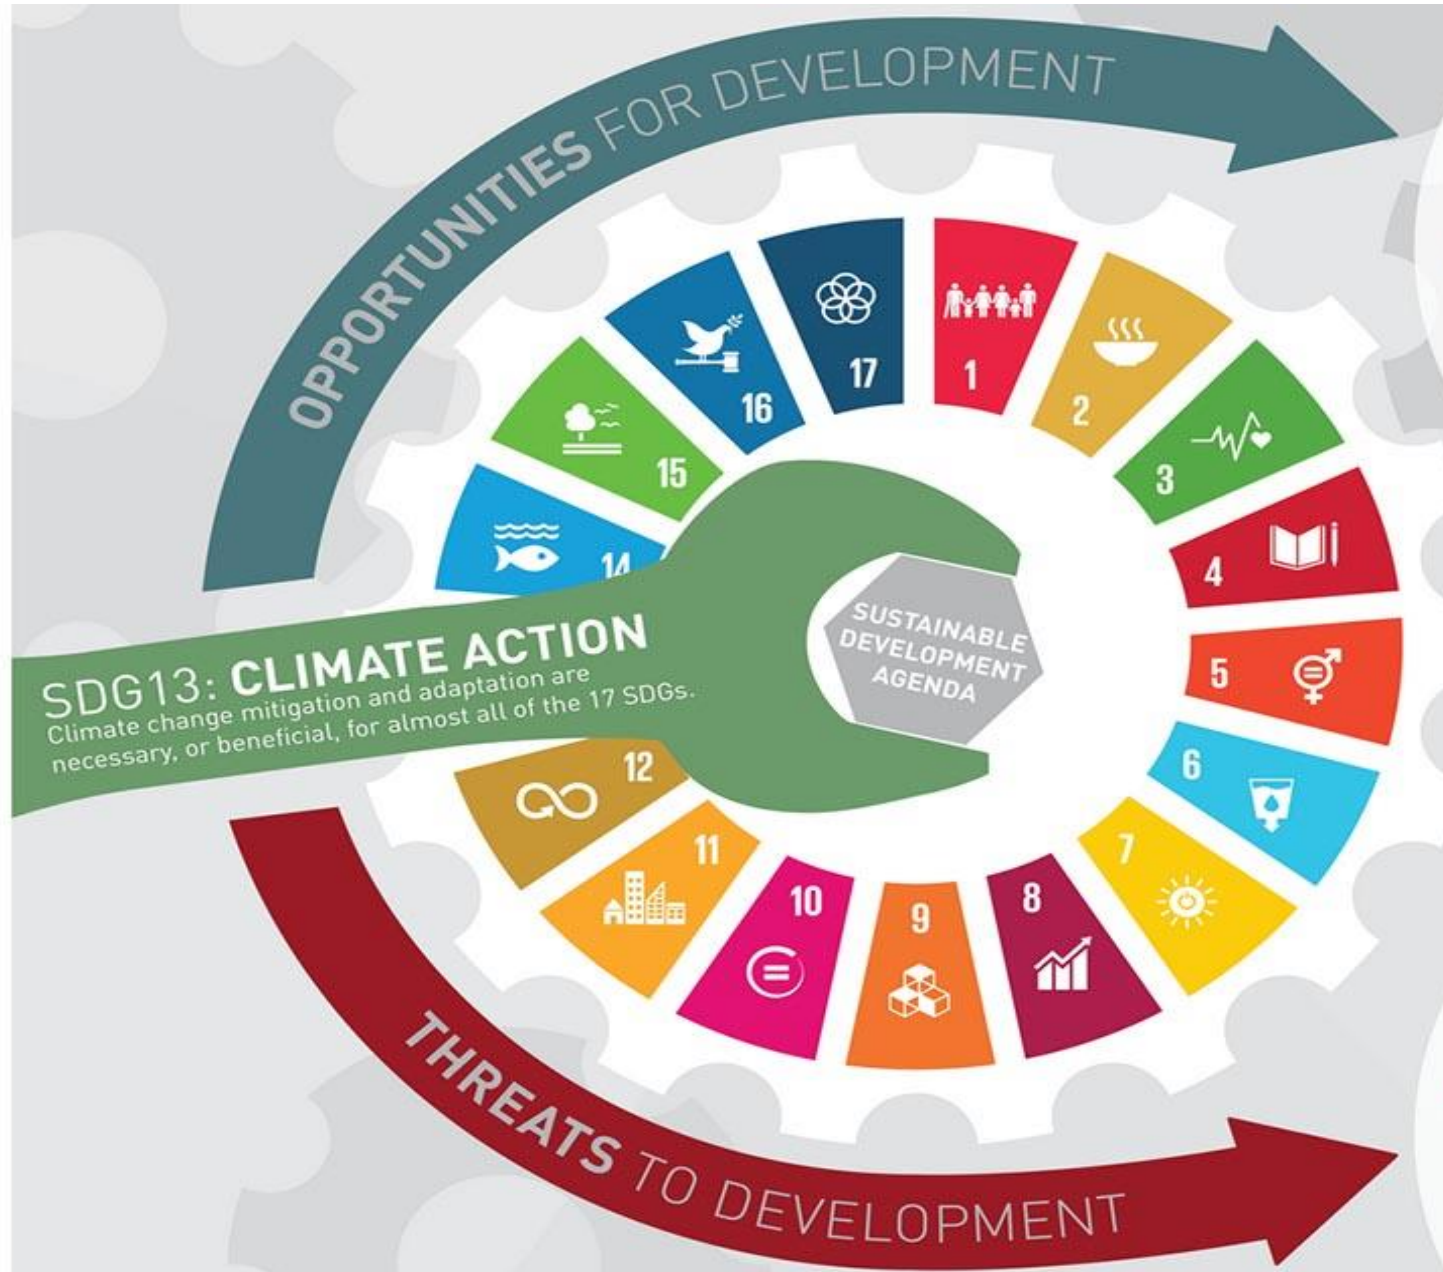 OPPORTUNITIES FOR DEVELOPMENT
17
1
16
2
15
3
14
4
SDG13: CLIMATE ACTION
Climate change mitigation and adaptation are
necessary, or beneficial, for almost all of the 17 SDGs.
SUSTAINABLE
DEVELOPMENT
AGENDA
5
12
6
11
7
10
9
8
THREATS TO DEVELOPMENT